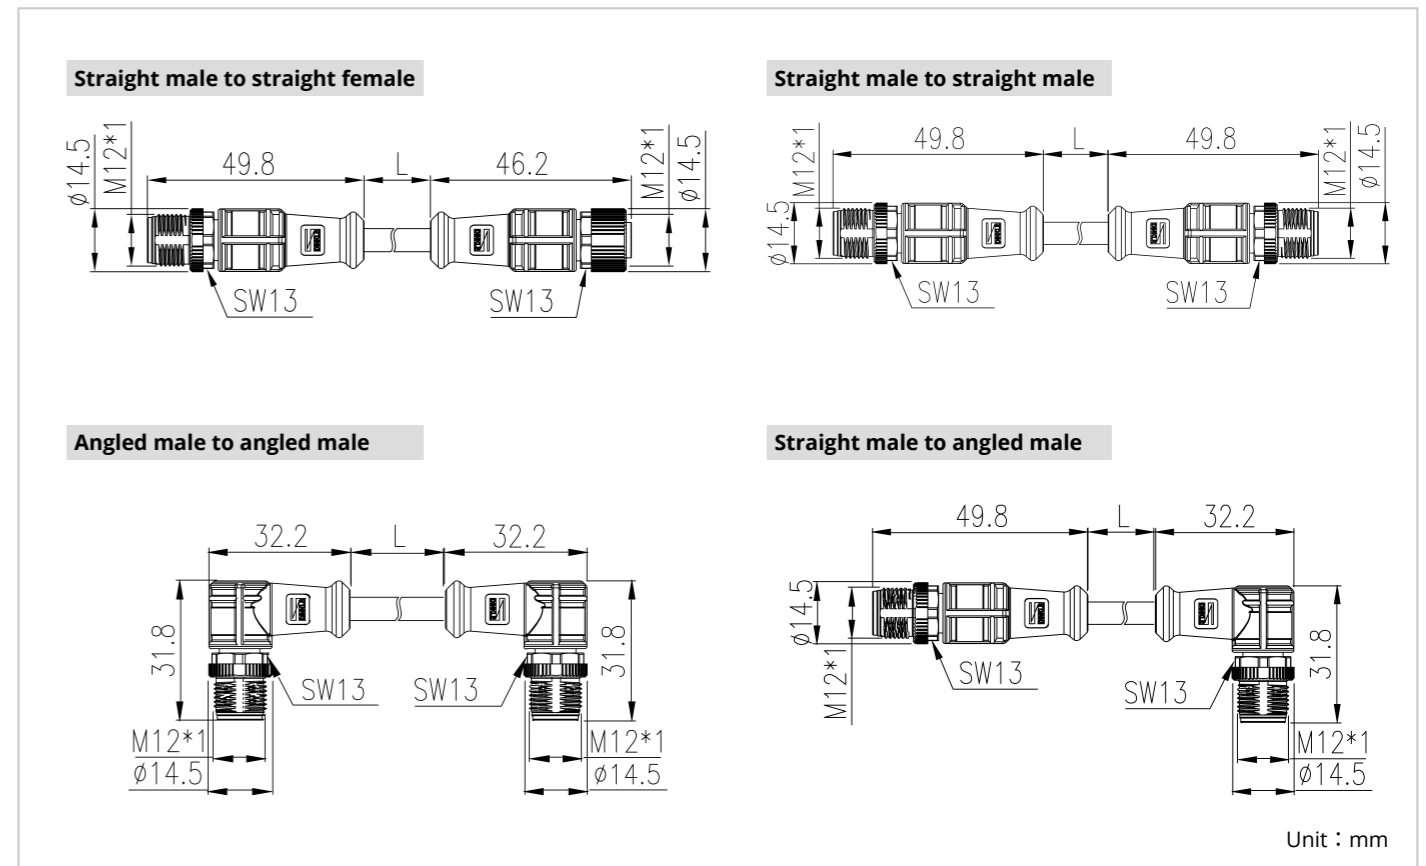 Straight male to straight female
ø14.5
M12*1
49.8
L
46.2
M12*1
ø14.5
SW13
SW13
Straight male to straight male
ø14.5
M12*1
49.8
L
49.8
M12*1
ø14.5
SW13
SW13
Angled male to angled male
32.2
L
32.2
31.8
31.8
SW13
SW13
M12*1
ø14.5
M12*1
ø14.5
Straight male to angled male
49.8
L
32.2
ø14.5
M12*1
SW13
SW13
31.8
M12*1
ø14.5
Unit：mm